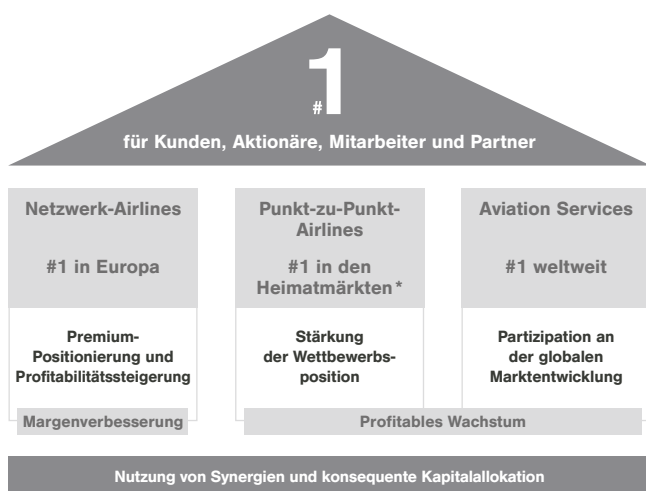 #1
für Kunden, Aktionäre, Mitarbeiter und Partner
Netzwerk-Airlines
#1 in Europa
Premium-
Positionierung und
Profitabilitätssteigerung
Margenverbesserung
Punkt-zu-Punkt-
Airlines
#1 in den
Heimatmärkten*
Stärkung
der Wettbewerbs-
position
Aviation Services
#1 weltweit
Partizipation an
der globalen
Marktentwicklung
Profitables Wachstum
Nutzung von Synergien und konsequente Kapitalallokation